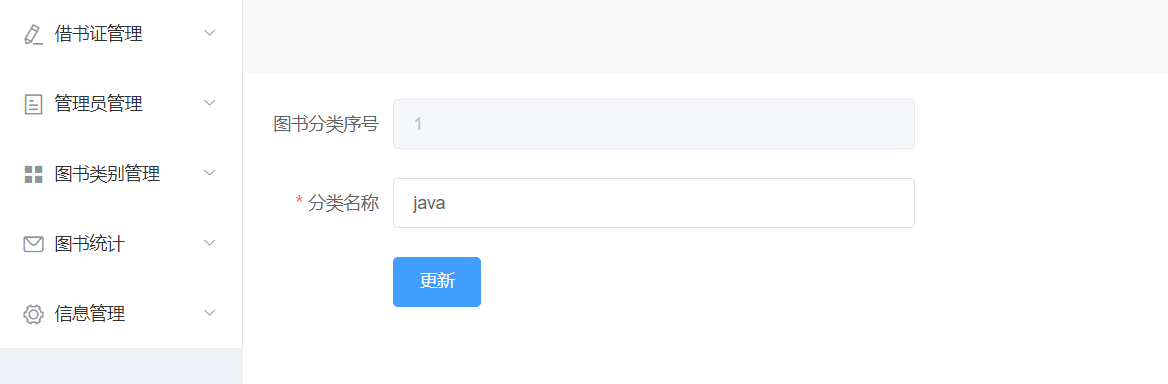 借书证管理
管理员管理
图书类别管理
图书统计
信息管理
图书分类序号 1
* 分类名称 java
更新